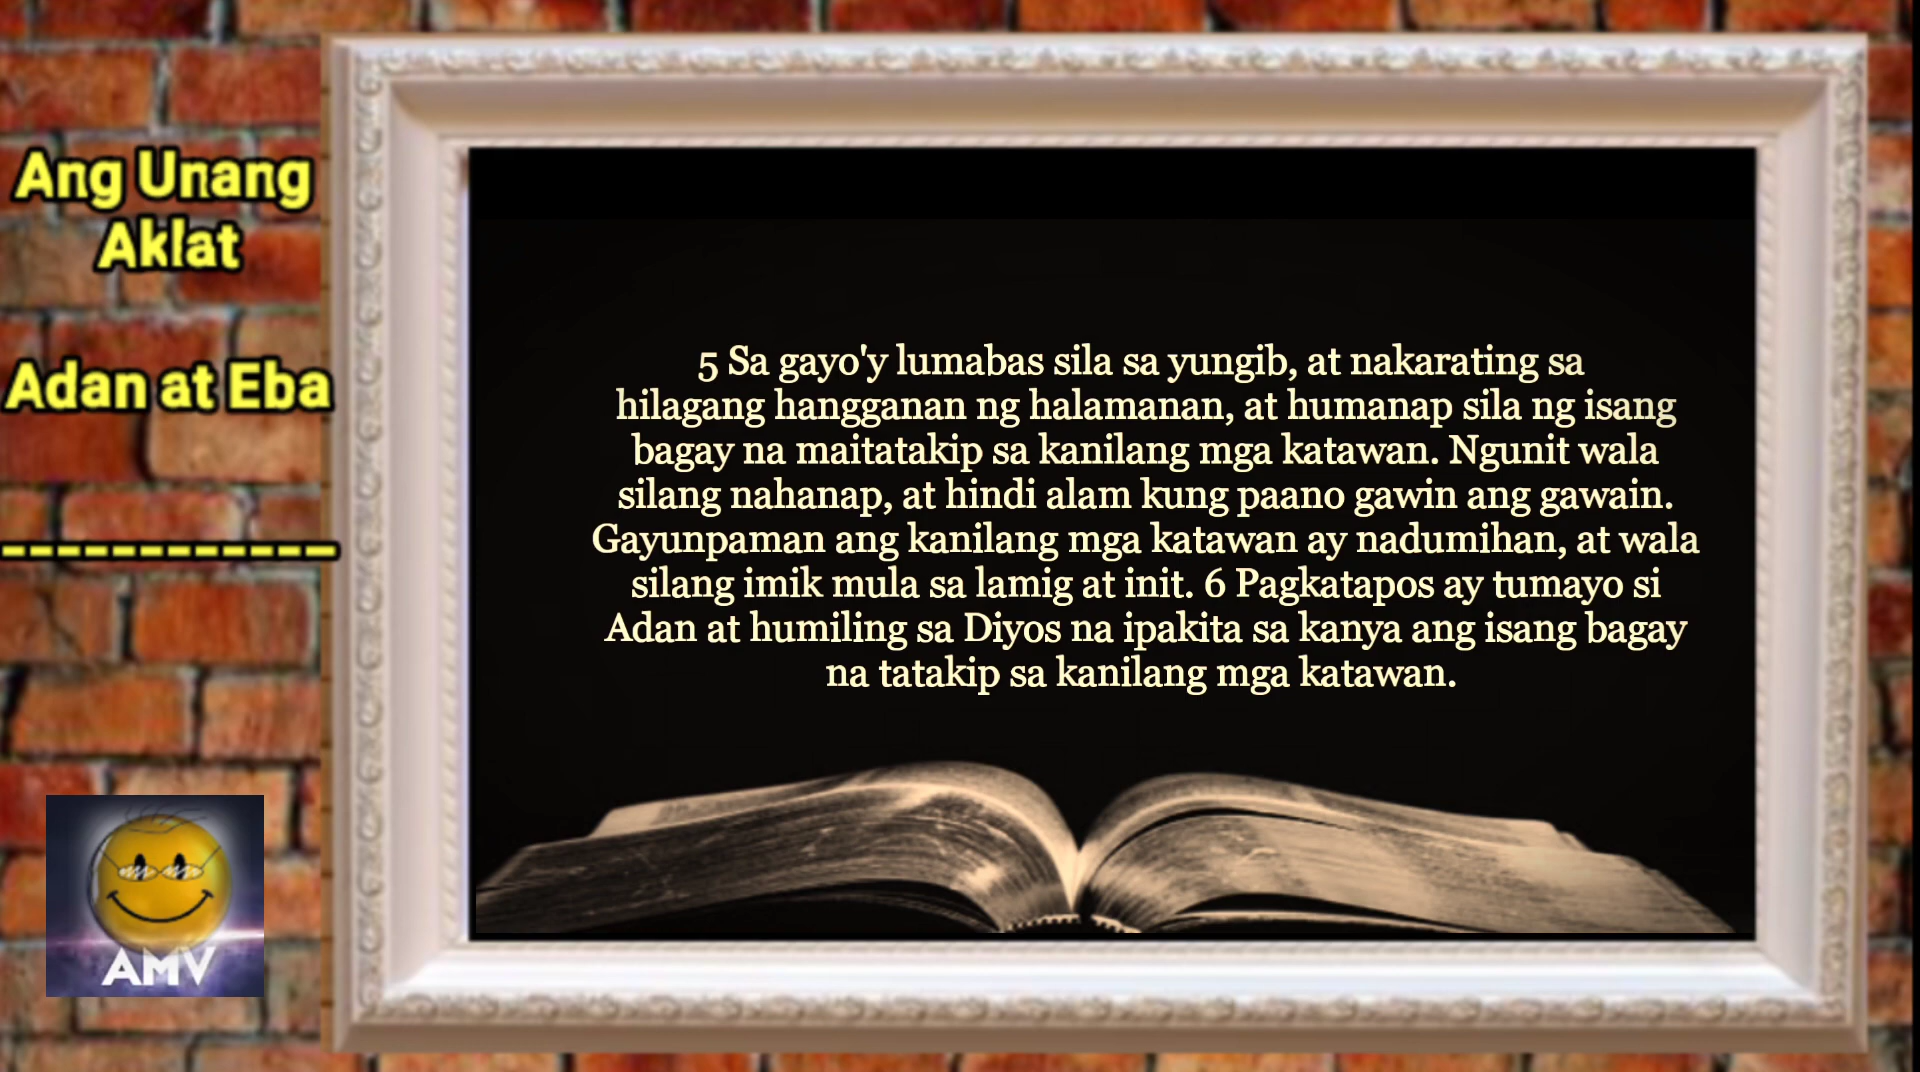 Ang Unang
Aklat
Adan at Eba
5 Sa gayo'y lumabas sila sa yungib, at nakarating sa
hilagang hangganan ng halamanan, at humanap sila ng isang
bagay na maitatakip sa kanilang mga katawan. Ngunit wala
silang nahanap, at hindi alam kung paano gawin ang gawain.
Gayunpaman ang kanilang mga katawan ay nadumihan, at wala
silang imik mula sa lamig at init. 6 Pagkatapos ay tumayo si
Adan at humiling sa Diyos na ipakita sa kanya ang isang bagay
na tatakip sa kanilang mga katawan.
AMV